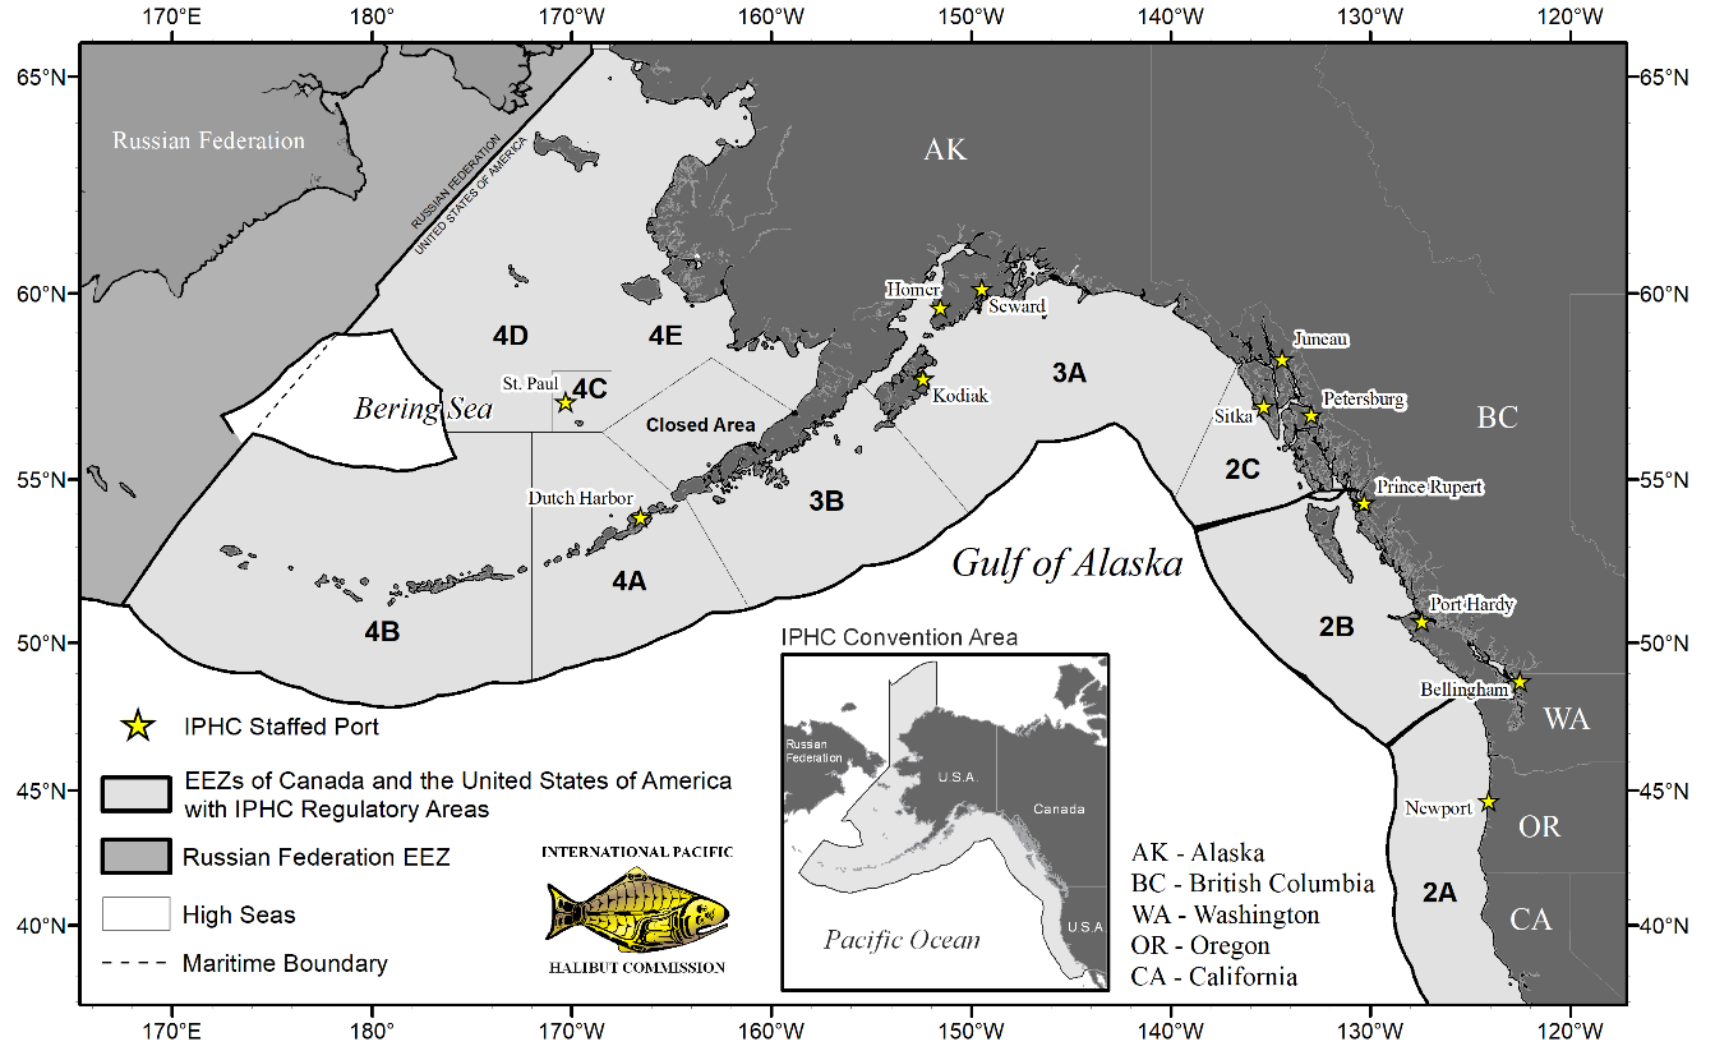 170°E 180° 170°W 160°W 150°W 140°W 130°W 120°W
65°N 65°N
Russian Federation
AK
RUSSIAN FEDERATION
UNITED STATES OF AMERICA
60°N 60°N
Homer
Seward
4D 4E
Juneau
St. Paul 4C
3A
Kodiak
Petersburg
Bering Sea
Sitka
BC
Closed Area
2C
55°N 55°N
Dutch Harbor
3B
Prince Rupert
Gulf of Alaska
4A
Port Hardy
4B
2B
50°N 50°N
IPHC Convention Area
Bellingham
WA
IPHC Staffed Port
Russian
Federation
U.S.A.
Canada
U.S.A.
Pacific Ocean
EEZs of Canada and the United States of America
with IPHC Regulatory Areas
45°N 45°N
Newport
OR
Russian Federation EEZ
INTERNATIONAL PACIFIC
HALIBUT COMMISSION
2A
High Seas
CA
40°N 40°N
Maritime Boundary
AK - Alaska
BC - British Columbia
WA - Washington
OR - Oregon
CA - California
170°E 180° 170°W 160°W 150°W 140°W 130°W 120°W